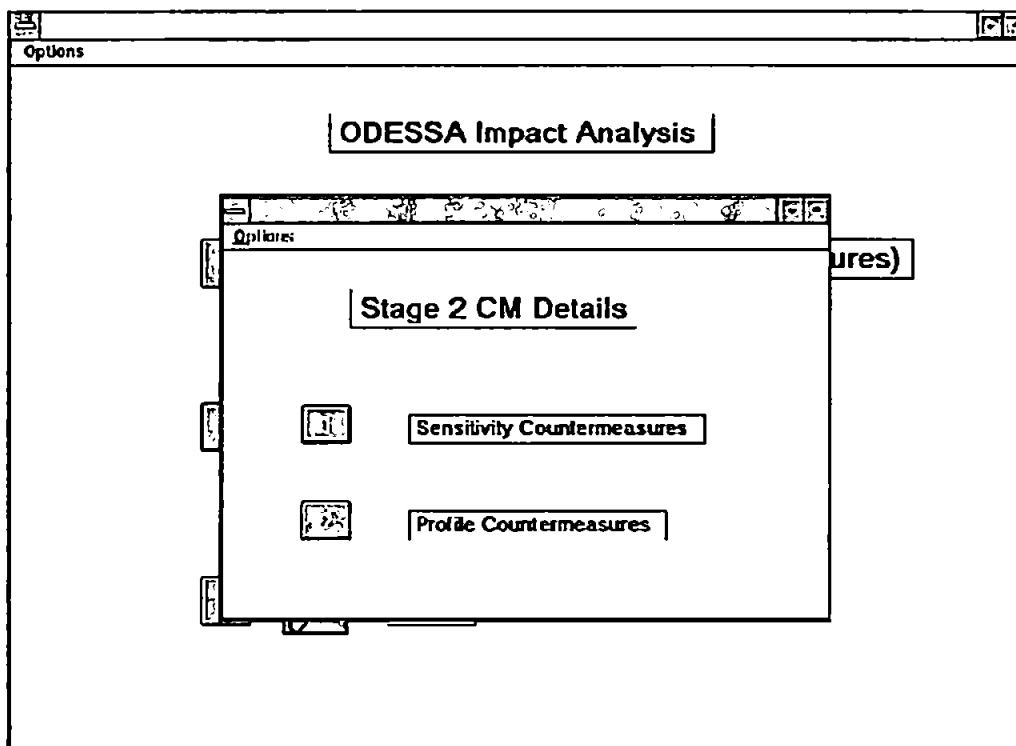 Options
ODESSA Impact Analysis
Options
ures)
Stage 2 CM Details
Sensitivity Countermeasures
Profile Countermeasures